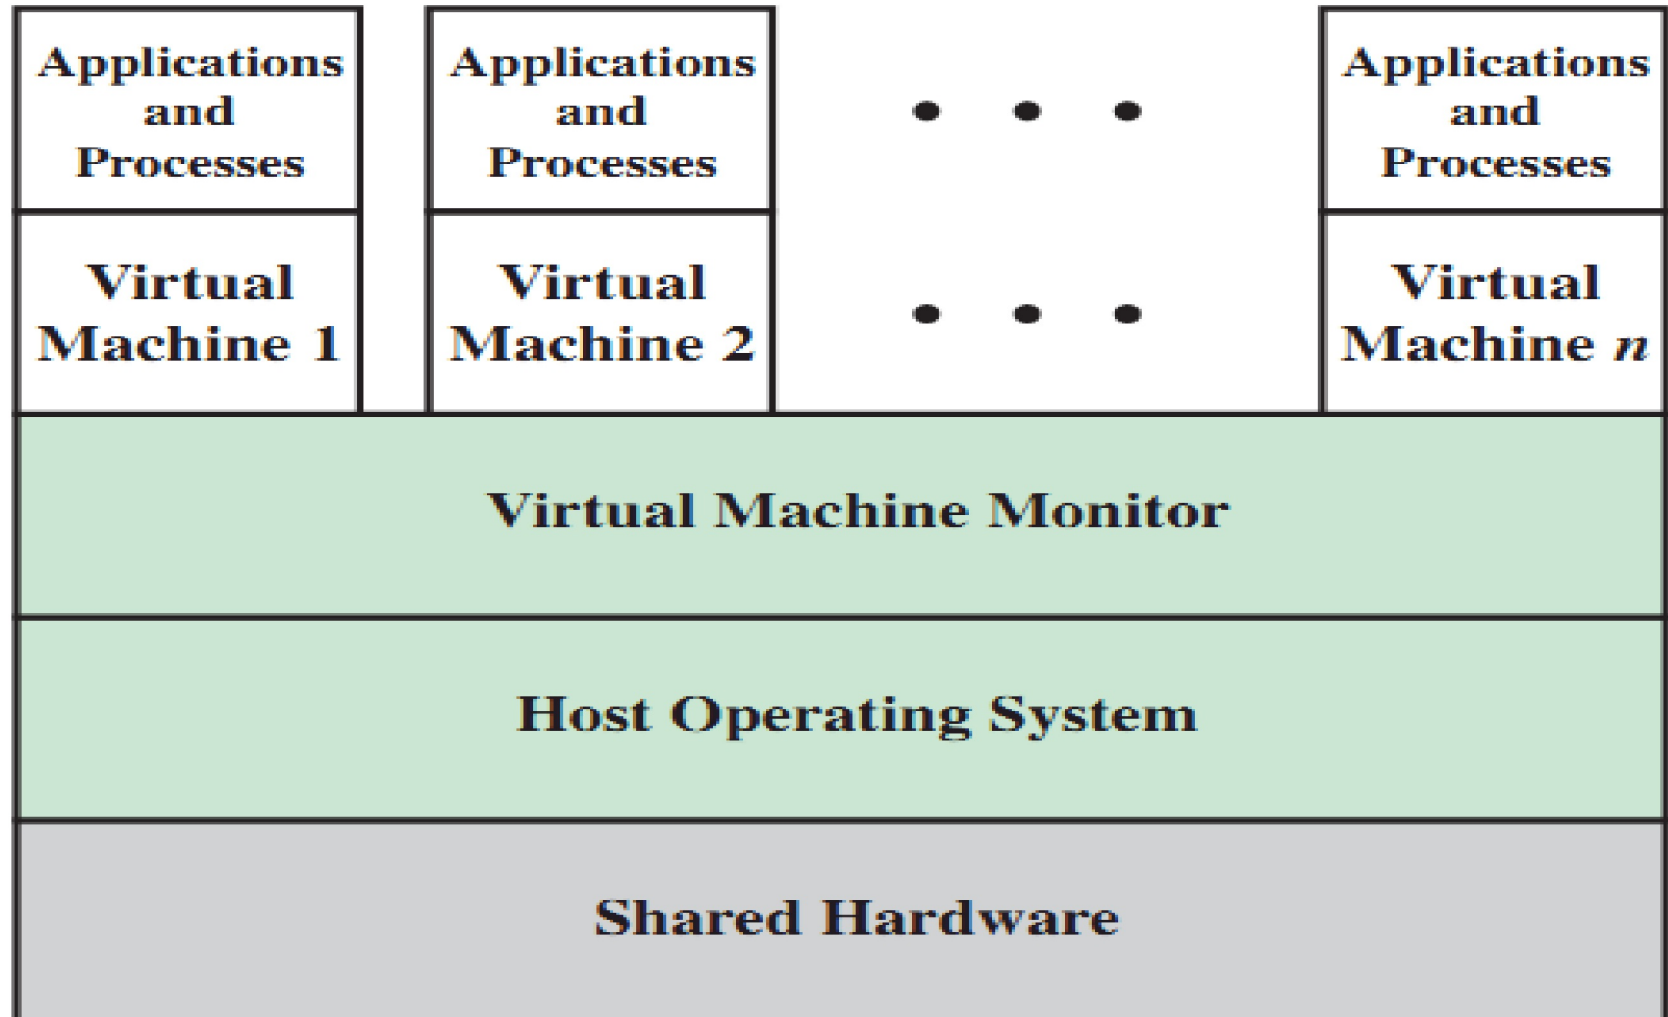 Applications
and
Processes
Applications
and
Processes
Applications
and
Processes
Virtual
Machine 1
Virtual
Machine 2
Virtual
Machine n
Virtual Machine Monitor
Host Operating System
Shared Hardware